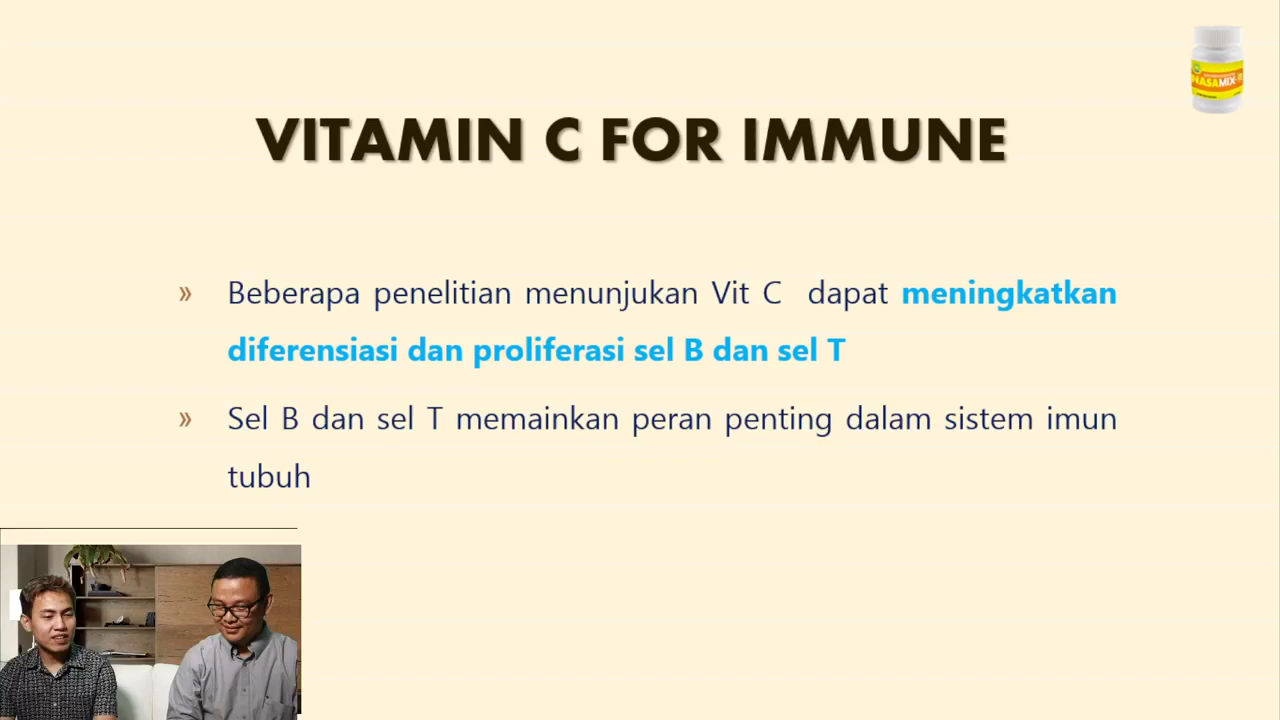 NASAMIX
VITAMIN C FOR IMMUNE
» Beberapa penelitian menunjukan Vit C dapat meningkatkan
diferensiasi dan proliferasi sel B dan sel T
» Sel B dan sel T memainkan peran penting dalam sistem imun
tubuh